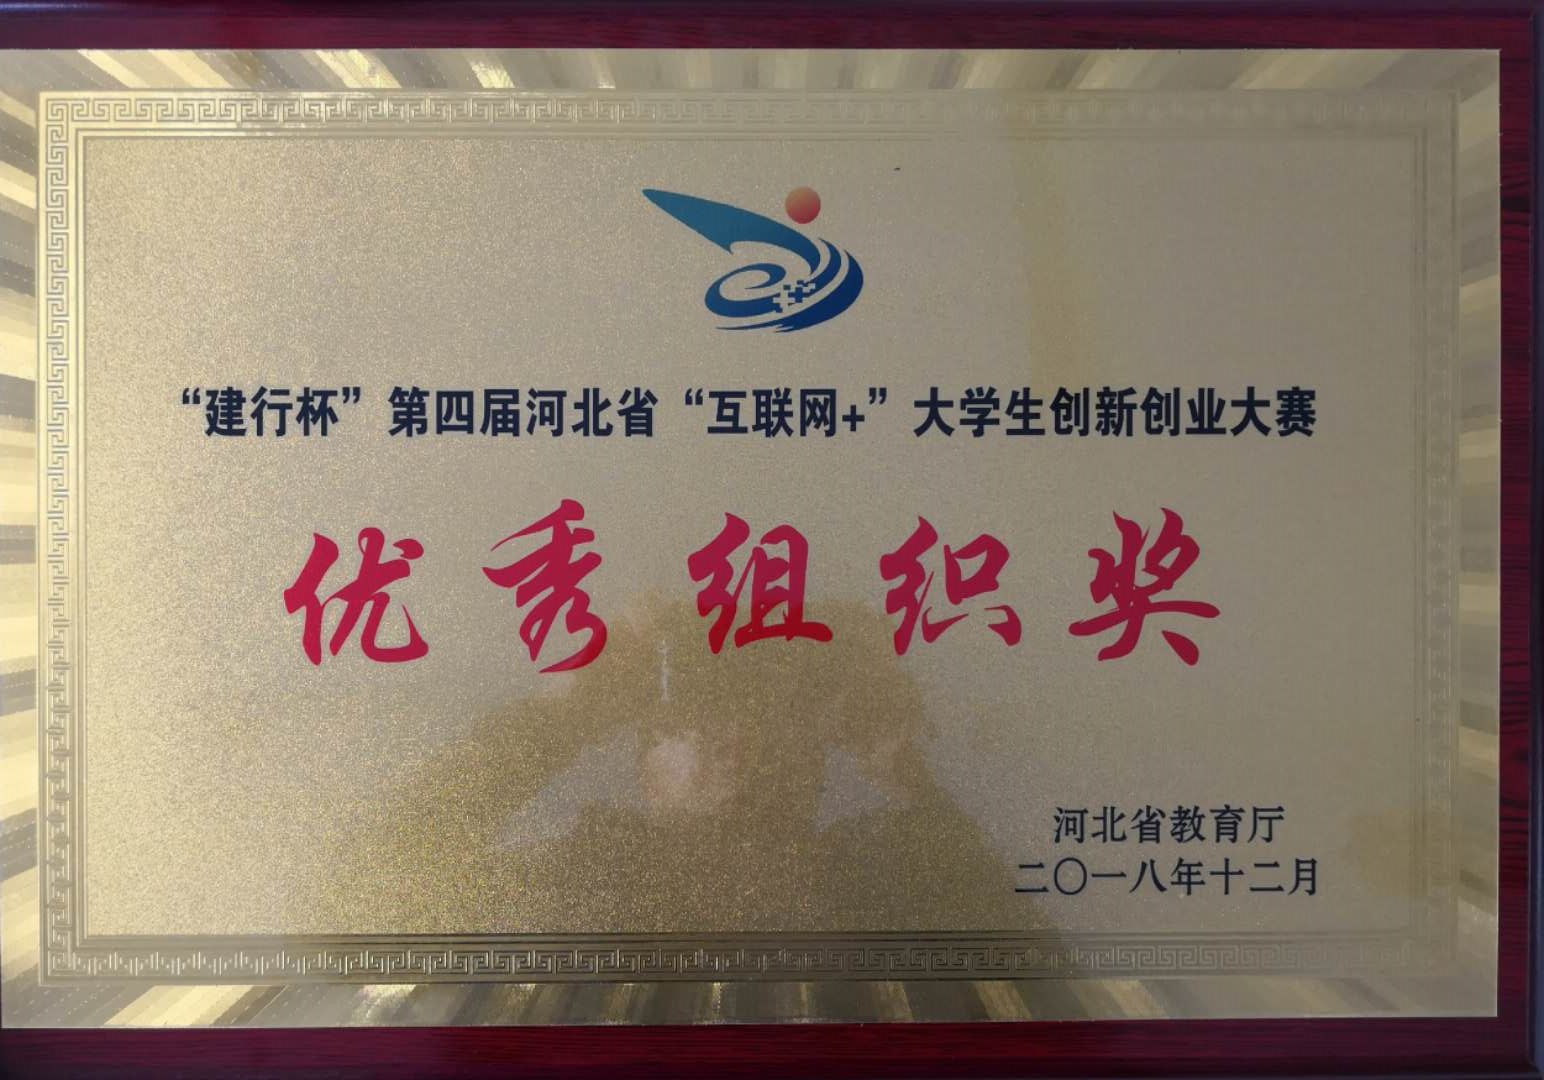 “建行杯”第四届河北省“互联网+”大学生创新创业大赛
优秀组织奖
河北省教育厅
二〇一八年十二月